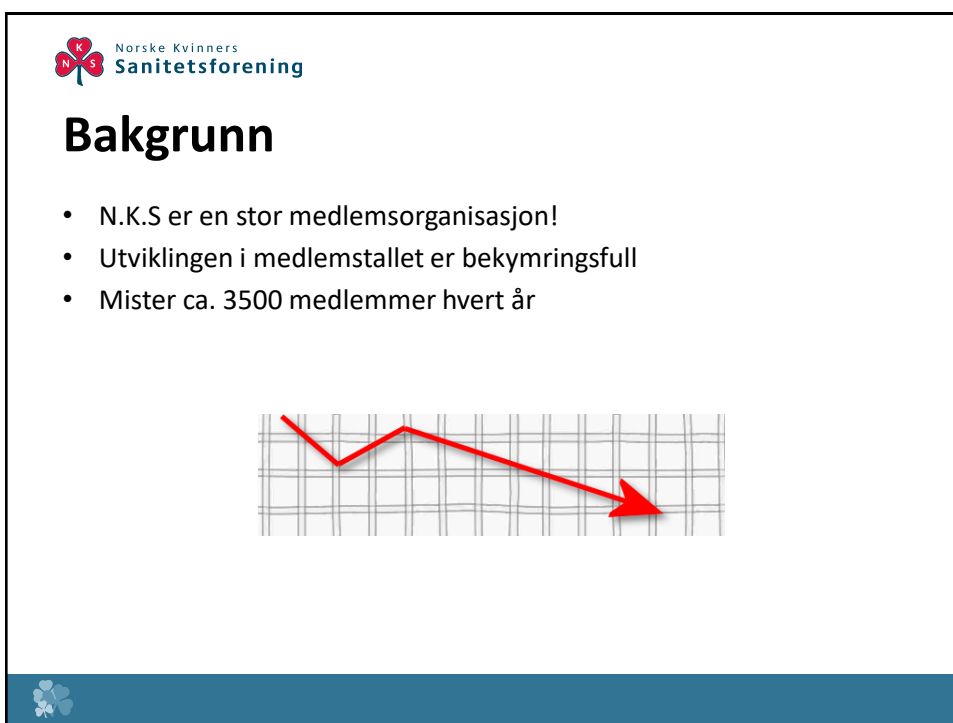 K
N S
Norske Kvinners
Sanitetsforening
Bakgrunn
• N.K.S er en stor medlemsorganisasjon!
• Utviklingen i medlemstallet er bekymringsfull
• Mister ca. 3500 medlemmer hvert år